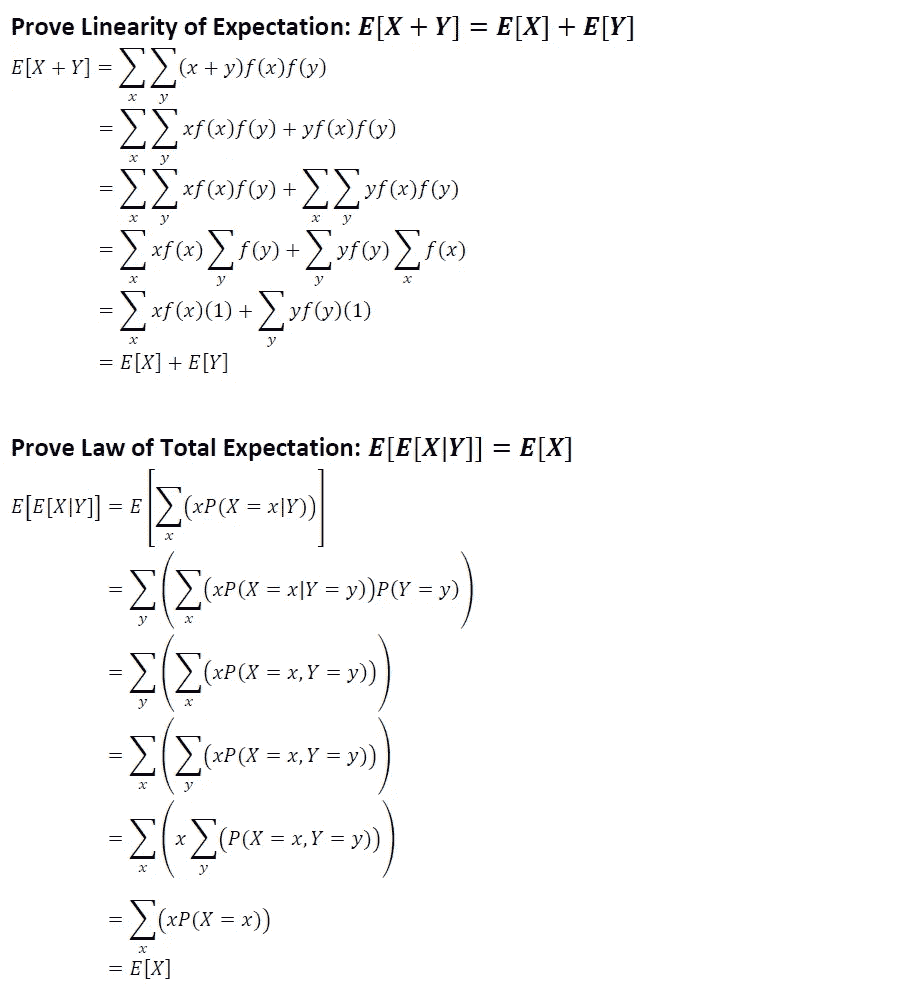 Prove Linearity of Expectation: E[X + Y] = E[X] + E[Y]
E[X + Y] = ∑_x ∑_y (x + y)f(x)f(y)
= ∑_x ∑_y xf(x)f(y) + yf(x)f(y)
= ∑_x ∑_y xf(x)f(y) + ∑_x ∑_y yf(x)f(y)
= ∑_x xf(x) ∑_y f(y) + ∑_y yf(y) ∑_x f(x)
= ∑_x xf(x)(1) + ∑_y yf(y)(1)
= E[X] + E[Y]
Prove Law of Total Expectation: E[E[X|Y]] = E[X]
E[E[X|Y]] = E[∑_x (xP(X = x|Y))]
= ∑_y (∑_x (xP(X = x|Y = y))P(Y = y))
= ∑_y (∑_x (xP(X = x, Y = y)))
= ∑_x (∑_y (xP(X = x, Y = y)))
= ∑_x (x ∑_y (P(X = x, Y = y)))
= ∑_x (xP(X = x))
= E[X]